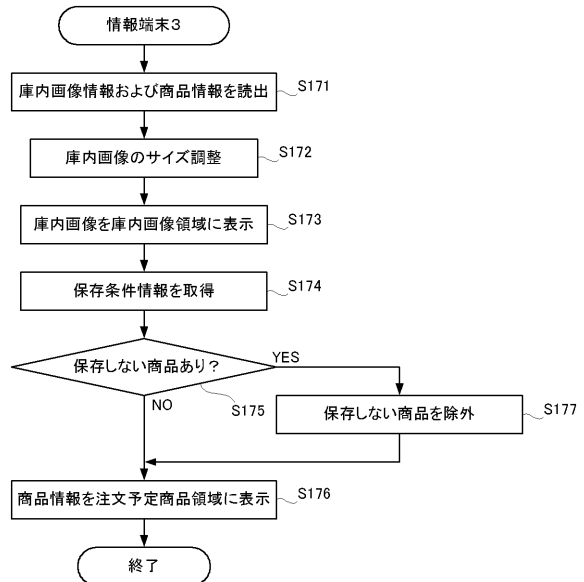 情報端末3
庫内画像情報および商品情報を読出
S171
庫内画像のサイズ調整
S172
庫内画像を庫内画像領域に表示
S173
保存条件情報を取得
S174
保存しない商品あり？
YES
NO
S175
保存しない商品を除外
S177
商品情報を注文予定商品領域に表示
S176
終了